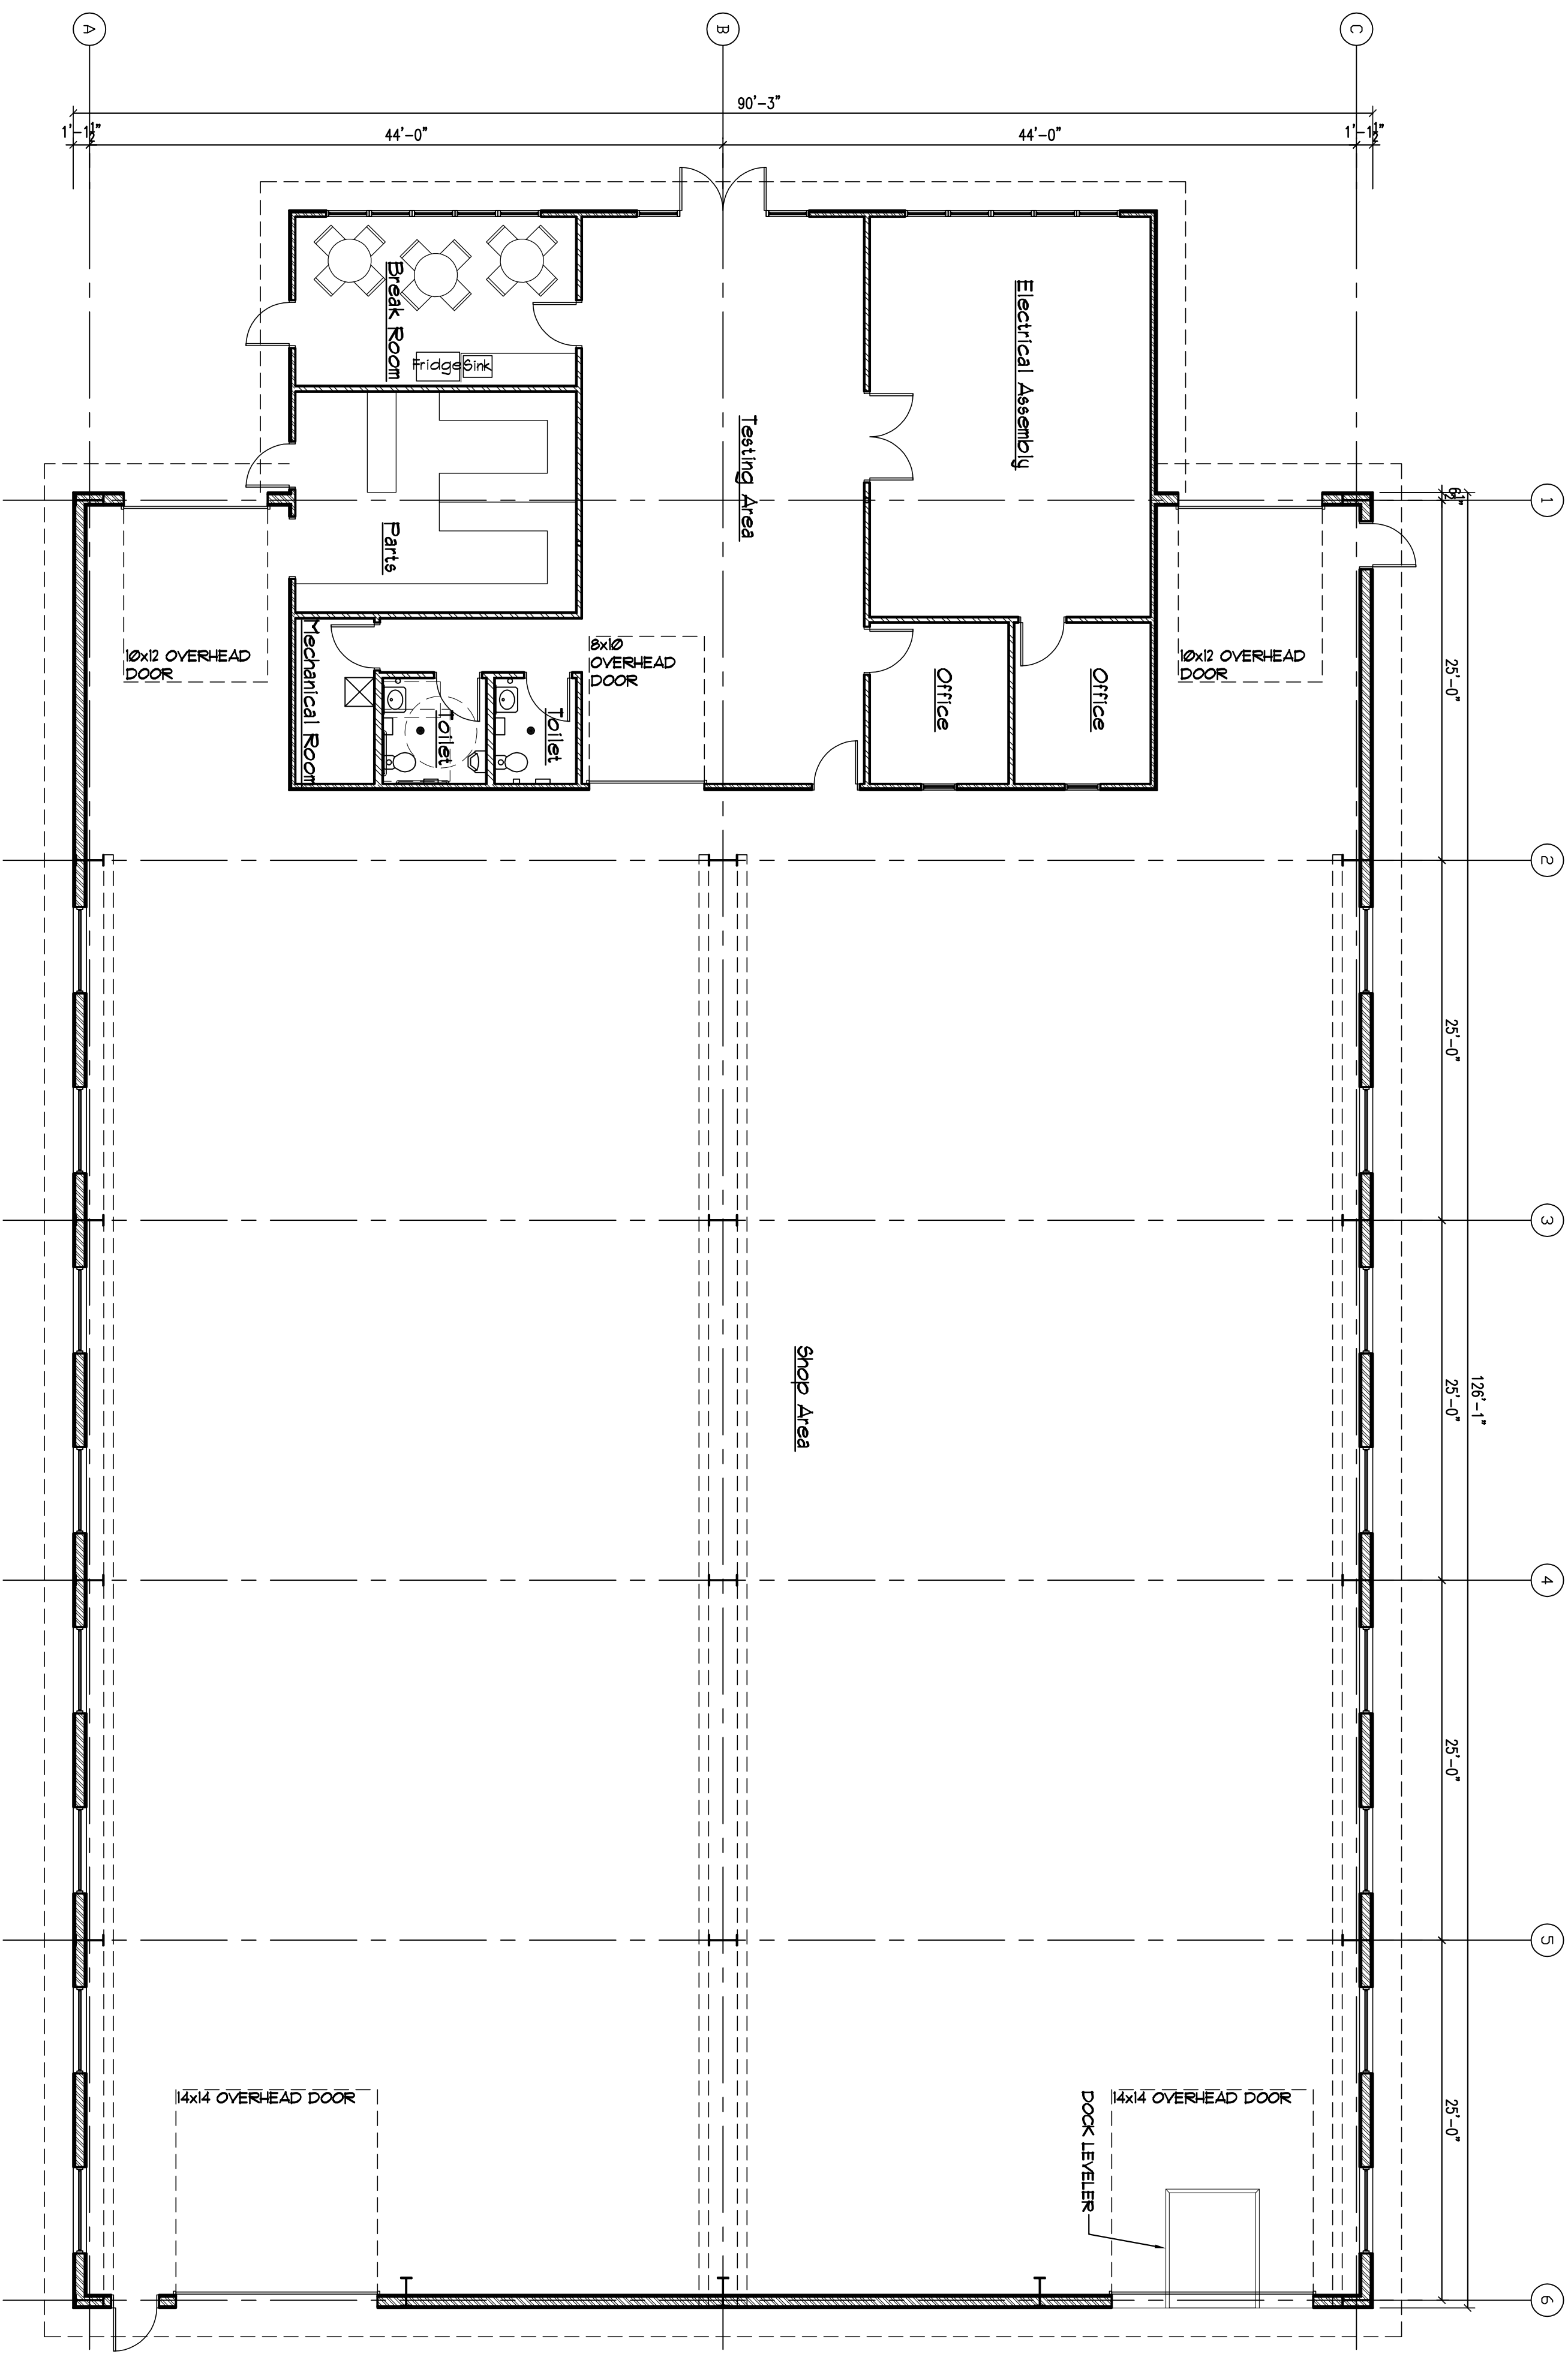 A
B
C
90'-3"
1'-1½"
44'-0"
44'-0"
1'-1½"
Break Room
Fridge
Sink
Electrical Assembly
Testing Area
Parts
1
6½"
10x12 OVERHEAD
DOOR
Mechanical Room
Toilet
Toilet
8x10
OVERHEAD
DOOR
Office
Office
10x12 OVERHEAD
DOOR
25'-0"
2
25'-0"
3
Shop Area
126'-1"
25'-0"
4
25'-0"
5
14x14 OVERHEAD DOOR
DOCK LEVELER
14x14 OVERHEAD DOOR
25'-0"
6